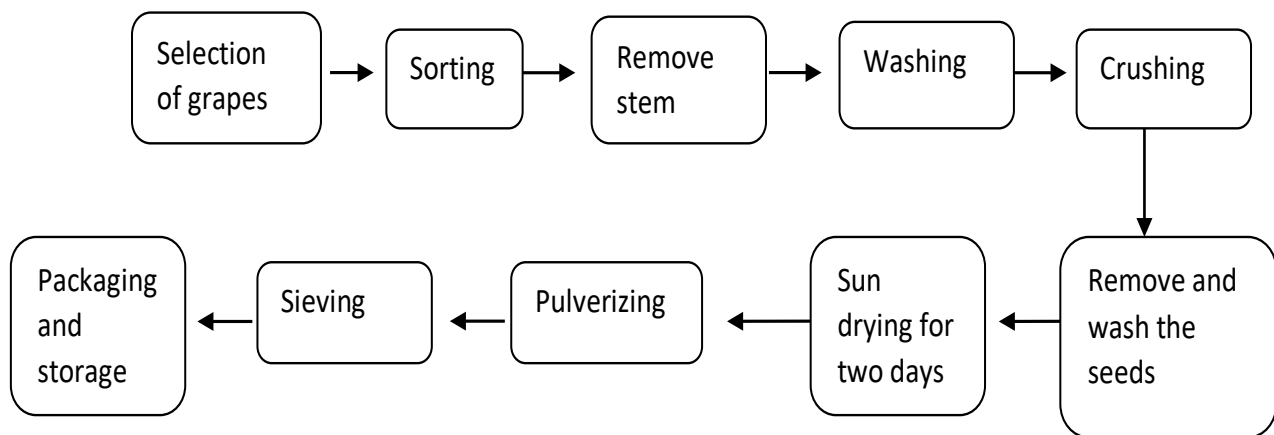 Selection
of grapes
Sorting
Remove
stem
Washing
Crushing
Remove and
wash the
seeds
Sun
drying for
two days
Pulverizing
Sieving
Packaging
and
storage